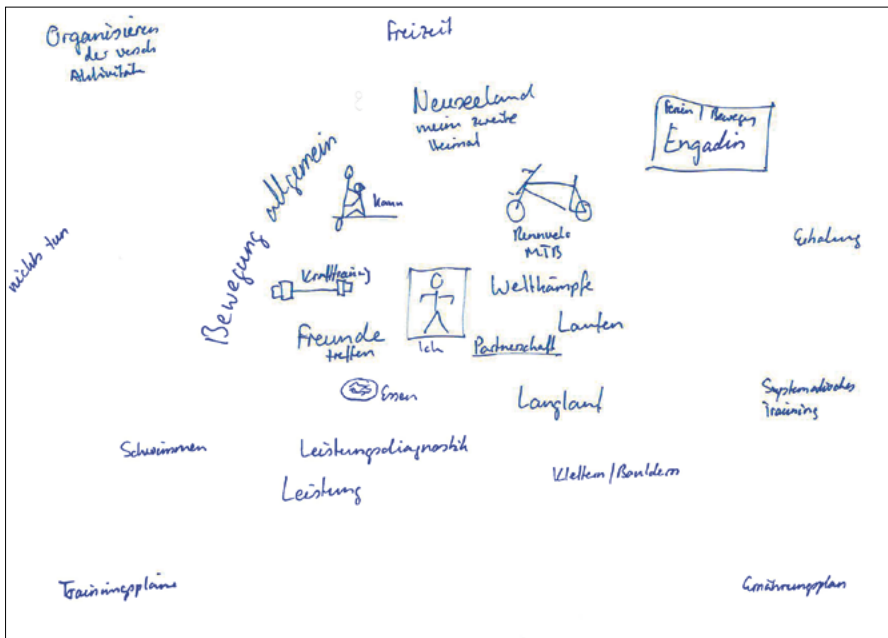 Organisieren
der versch
Aktivität
Freizeit
Neuseeland
mein zweite
Heimat
Ferien / Bewegung
Engadin
Bewegung allgemein
Kanu
Rennvelo
MTB
nichts tun
Erholung
Krafttraining
Wettkämpfe
Laufen
Freunde
treffen
Ich
Partnerschaft
Essen
Langlauf
Systematisches
Training
Schwimmen
Leistungsdiagnostik
Leistung
Klettern/Bouldern
Trainingspläne
Ernährungsplan